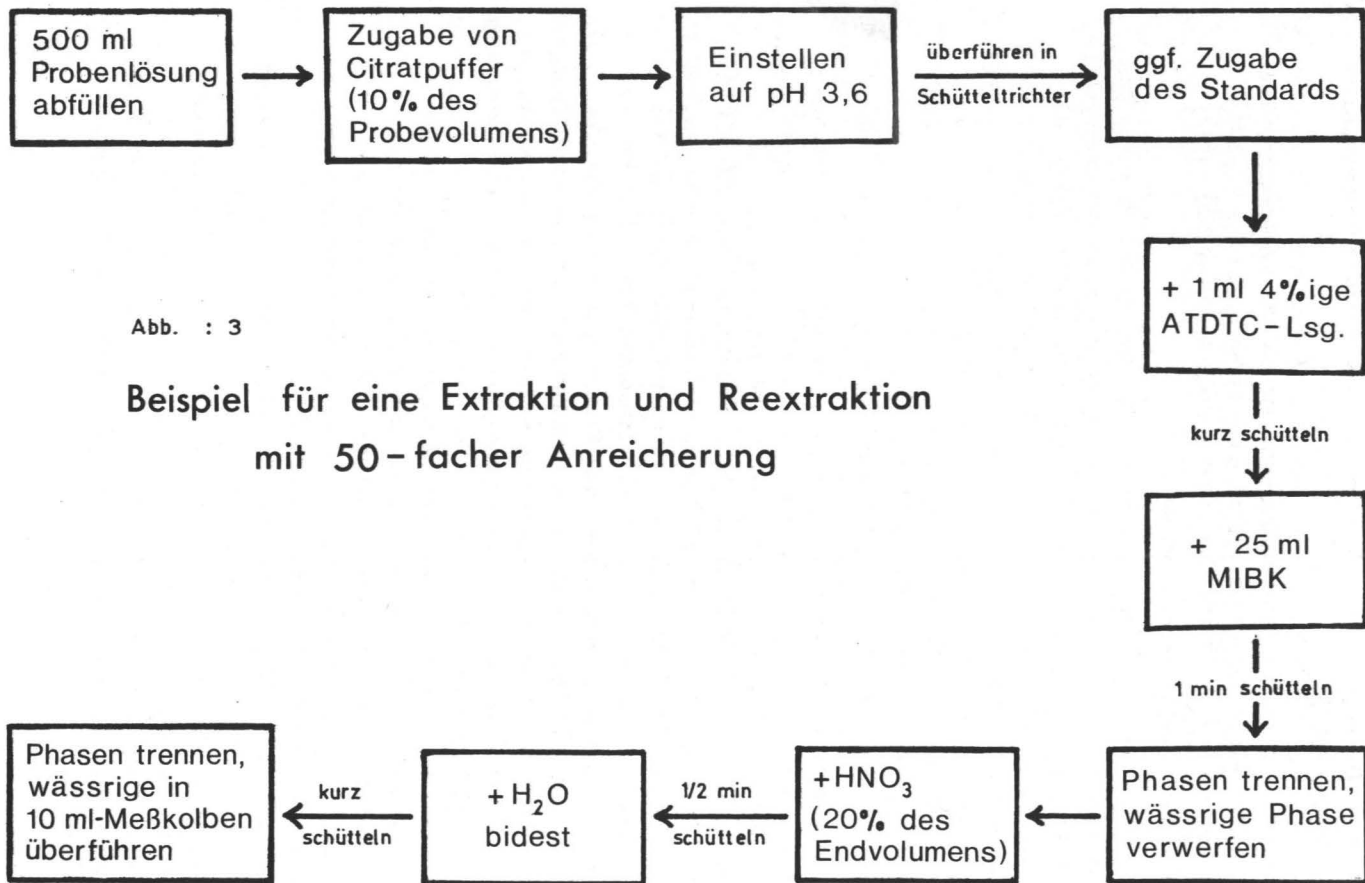 500 ml
Probenlösung
abfüllen
Zugabe von
Citratpuffer
(10% des
Probevolumens)
Einstellen
auf pH 3,6
überführen in
Schütteltrichter
ggf. Zugabe
des Standards
+ 1 ml 4%ige
ATDTC-Lsg.
kurz schütteln
+ 25 ml
MIBK
1 min schütteln
Phasen trennen,
wässrige Phase
verwerfen
+HNO₃
(20% des
Endvolumens)
1/2 min
schütteln
+H₂O
bidest
kurz
schütteln
Phasen trennen,
wässrige in
10 ml-Meßkolben
überführen
Abb. : 3
Beispiel für eine Extraktion und Reextraktion
mit 50-facher Anreicherung